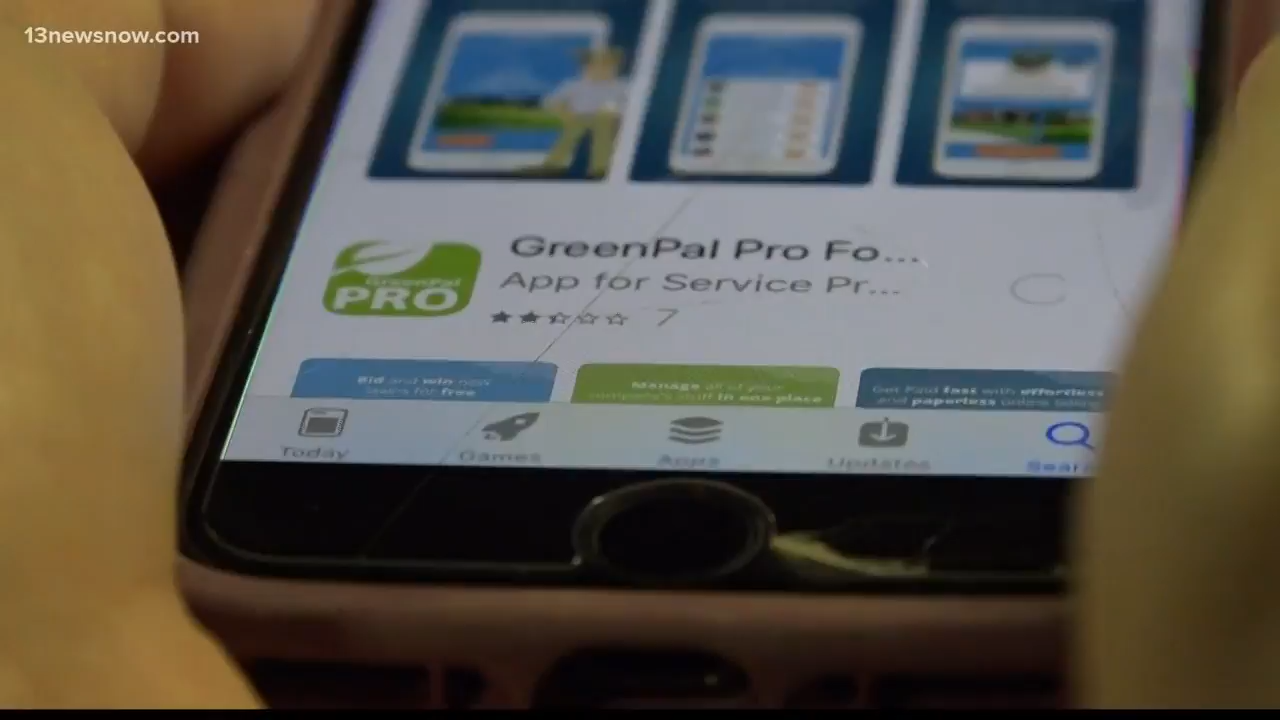 13newsnow.com
GreenPal Pro Fo...
App for Service Pr...
GreenPal
PRO
7
Bid and win new
leads for free
Manage all of your
company's stuff in one place
Get Paid fast with effortless
and paperless online billing
Today
Games
Apps
Updates
Sear